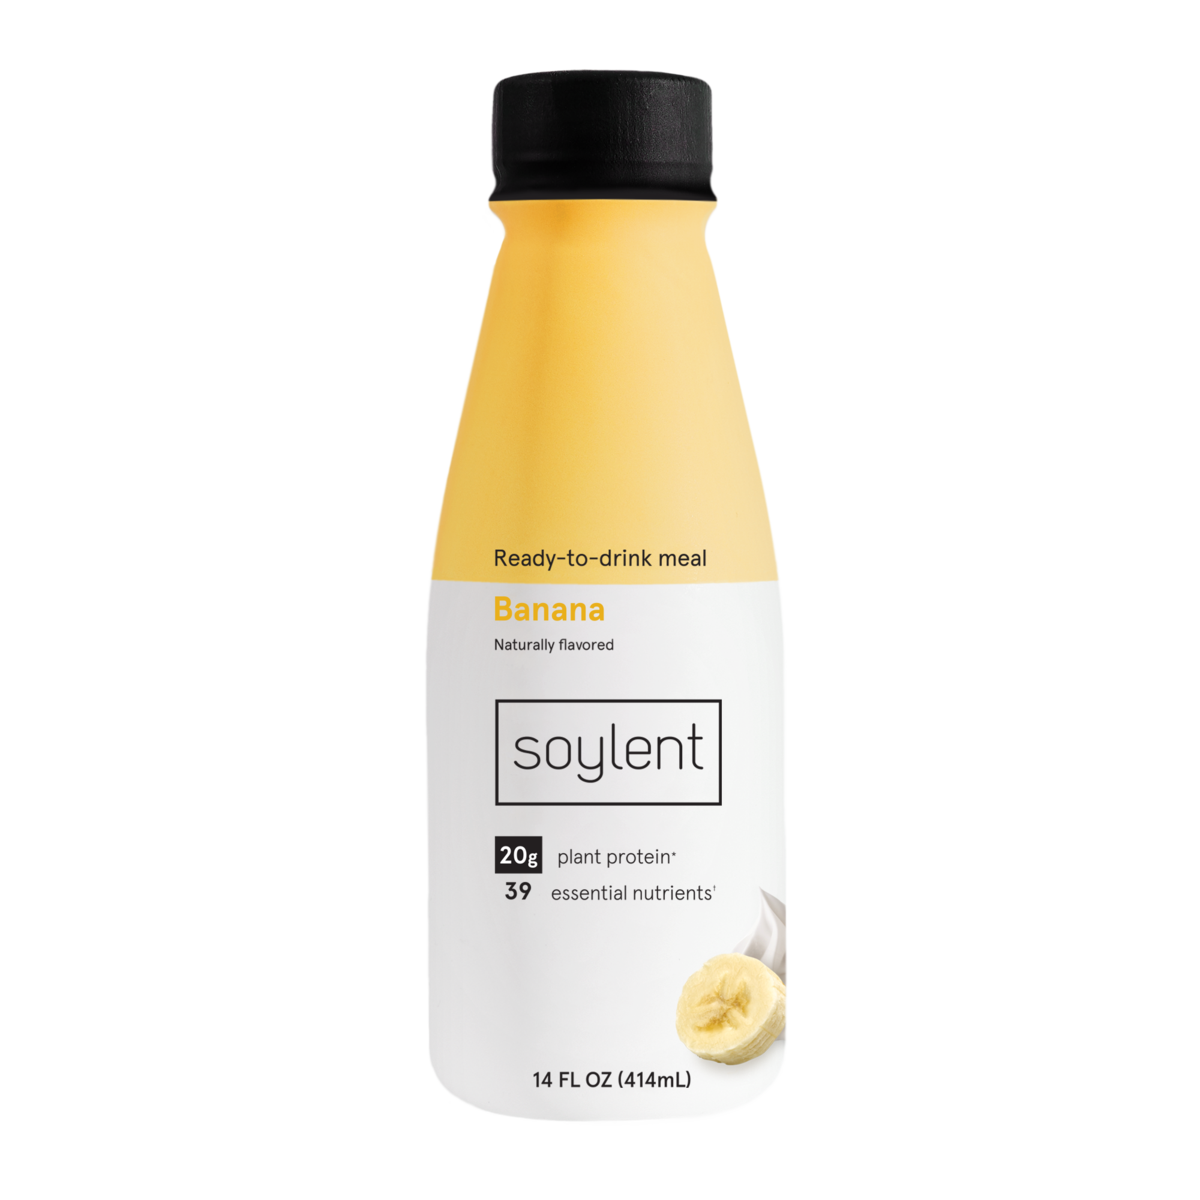 Ready-to-drink meal
Banana
Naturally flavored
soylent
20g plant protein*
39 essential nutrients†
14 FL OZ (414mL)